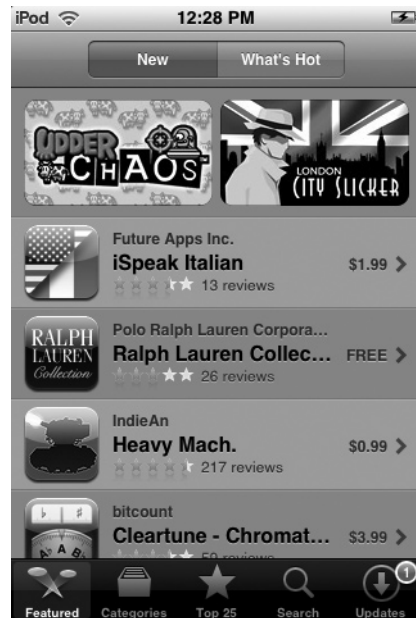 iPod 12:28 PM
New What's Hot
UDDER
CHAOS
LONDON
CITY SLICKER
Future Apps Inc.
iSpeak Italian $1.99
13 reviews
RALPH
LAUREN
Collection
Polo Ralph Lauren Corpora...
Ralph Lauren Collec... FREE
26 reviews
IndieAn
Heavy Mach. $0.99
217 reviews
♭ ♯
A♭ A B♭
bitcount
Cleartune - Chromat... $3.99
59 reviews
1
Featured Categories Top 25 Search Updates